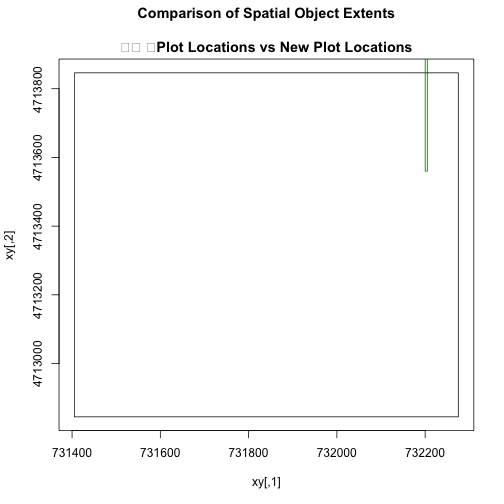 Comparison of Spatial Object Extents
Plot Locations vs New Plot Locations
4713800
4713600
4713400
4713200
4713000
xy[,2]
731400 731600 731800 732000 732200
xy[,1]